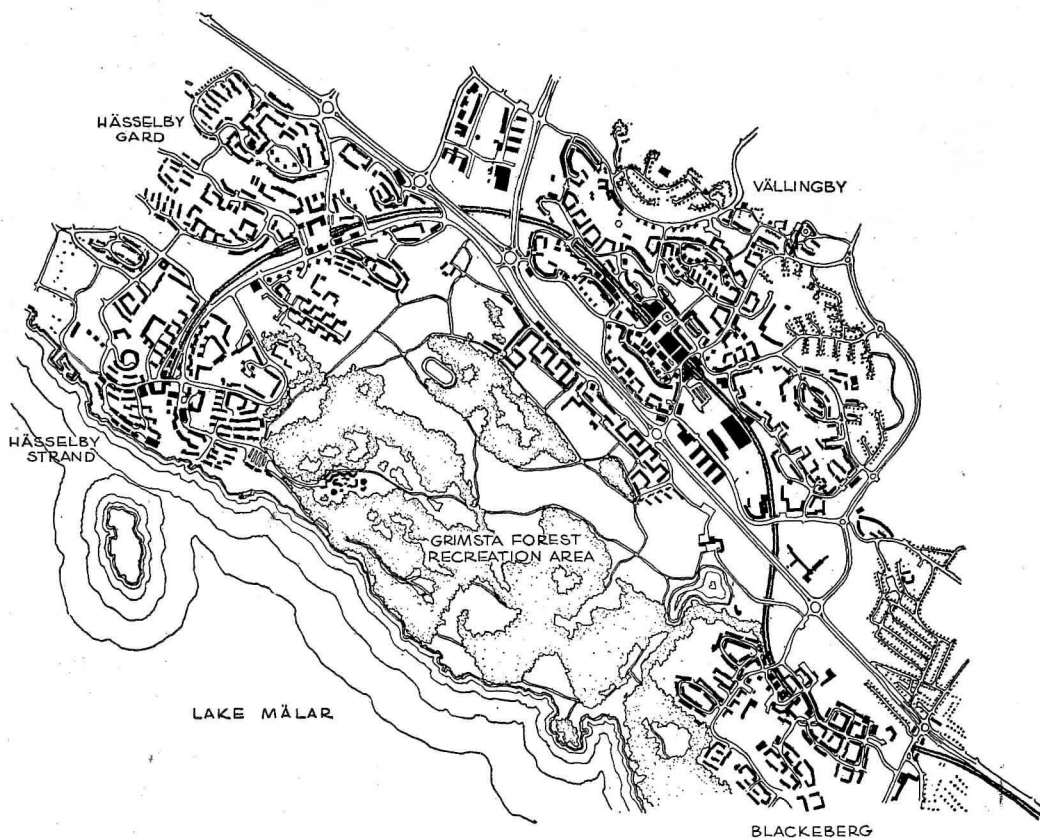 HÄSSELBY
GARD
VÄLLINGBY
HÄSSELBY
STRAND
GRIMSTA FOREST
RECREATION AREA
LAKE MÄLAR
BLACKEBERG